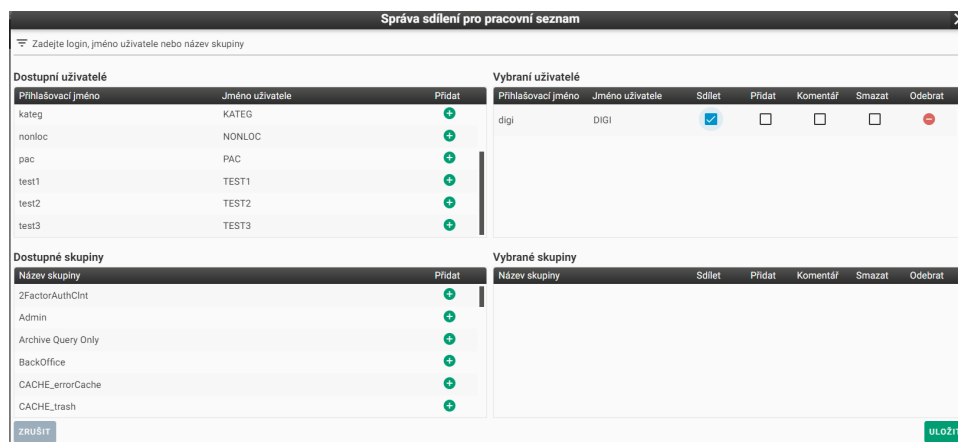 Správa sdílení pro pracovní seznam
Zadejte login, jméno uživatele nebo název skupiny
Dostupní uživatelé
Přihlašovací jméno Jméno uživatele Přidat
kateg KATEG
nonloc NONLOC
pac PAC
test1 TEST1
test2 TEST2
test3 TEST3
Vybraní uživatelé
Přihlašovací jméno Jméno uživatele Sdílet Přidat Komentář Smazat Odebrat
digi DIGI
Dostupné skupiny
Název skupiny Přidat
2FactorAuthClnt
Admin
Archive Query Only
BackOffice
CACHE_errorCache
CACHE_trash
Vybrané skupiny
Název skupiny Sdílet Přidat Komentář Smazat Odebrat
ZRUŠIT
ULOŽIT